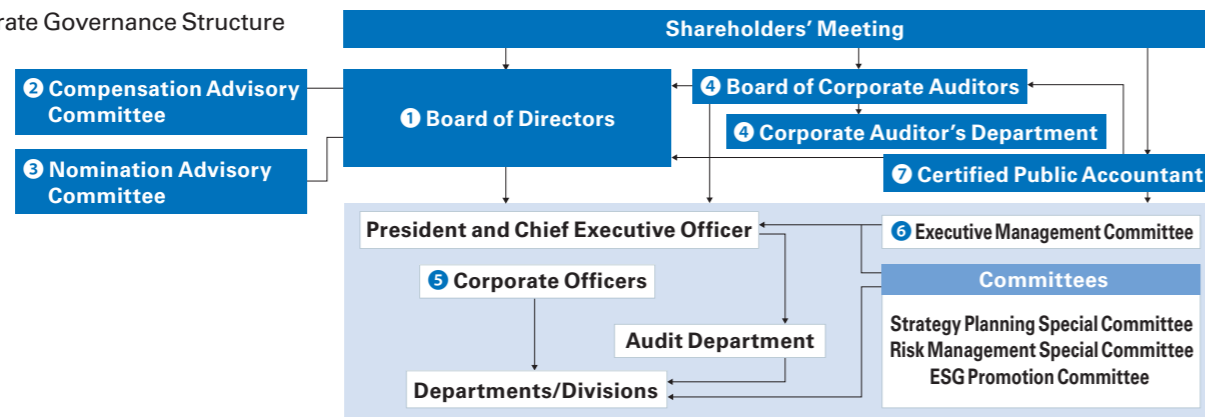 rate Governance Structure
Shareholders’ Meeting
❷ Compensation Advisory
Committee
❶ Board of Directors
❹ Board of Corporate Auditors
❹ Corporate Auditor’s Department
❸ Nomination Advisory
Committee
❼ Certified Public Accountant
President and Chief Executive Officer
❻ Executive Management Committee
❺ Corporate Officers
Committees
Strategy Planning Special Committee
Risk Management Special Committee
ESG Promotion Committee
Audit Department
Departments/Divisions